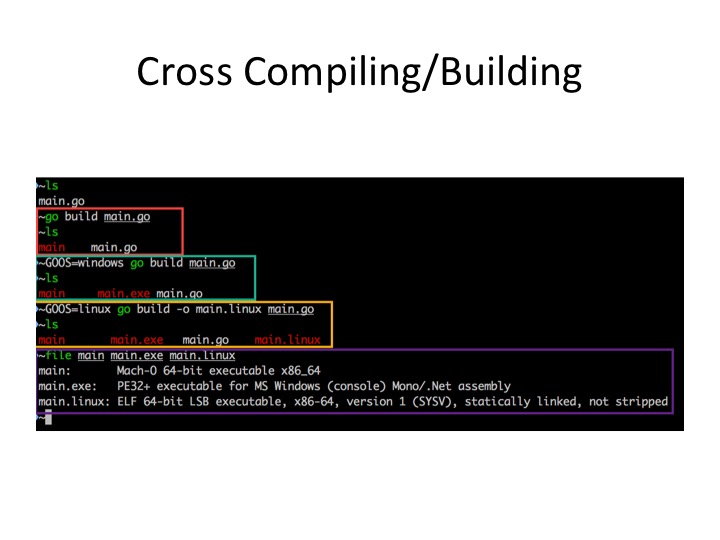 Cross Compiling/Building
~ls
main.go
~go build main.go
~ls
main    main.go
~GOOS=windows go build main.go
~ls
main     main.exe main.go
~GOOS=linux go build -o main.linux main.go
~ls
main       main.exe   main.go    main.linux
~file main main.exe main.linux
main:       Mach-O 64-bit executable x86_64
main.exe:   PE32+ executable for MS Windows (console) Mono/.Net assembly
main.linux: ELF 64-bit LSB executable, x86-64, version 1 (SYSV), statically linked, not stripped
~